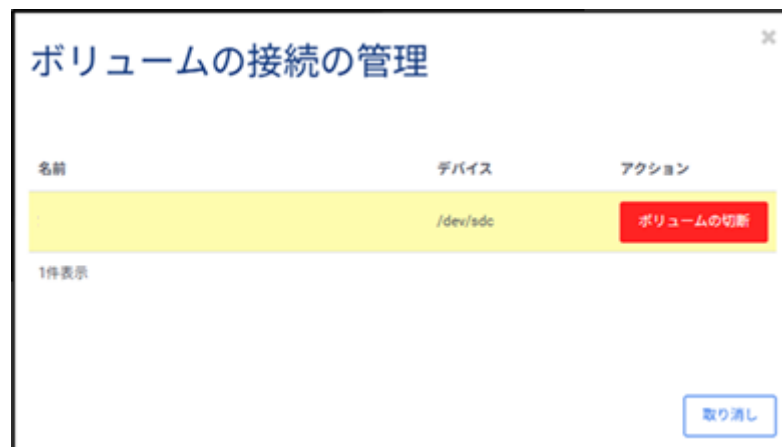 ボリュームの接続の管理
名前 デバイス アクション
/dev/sdc ボリュームの切断
1件表示
取り消し